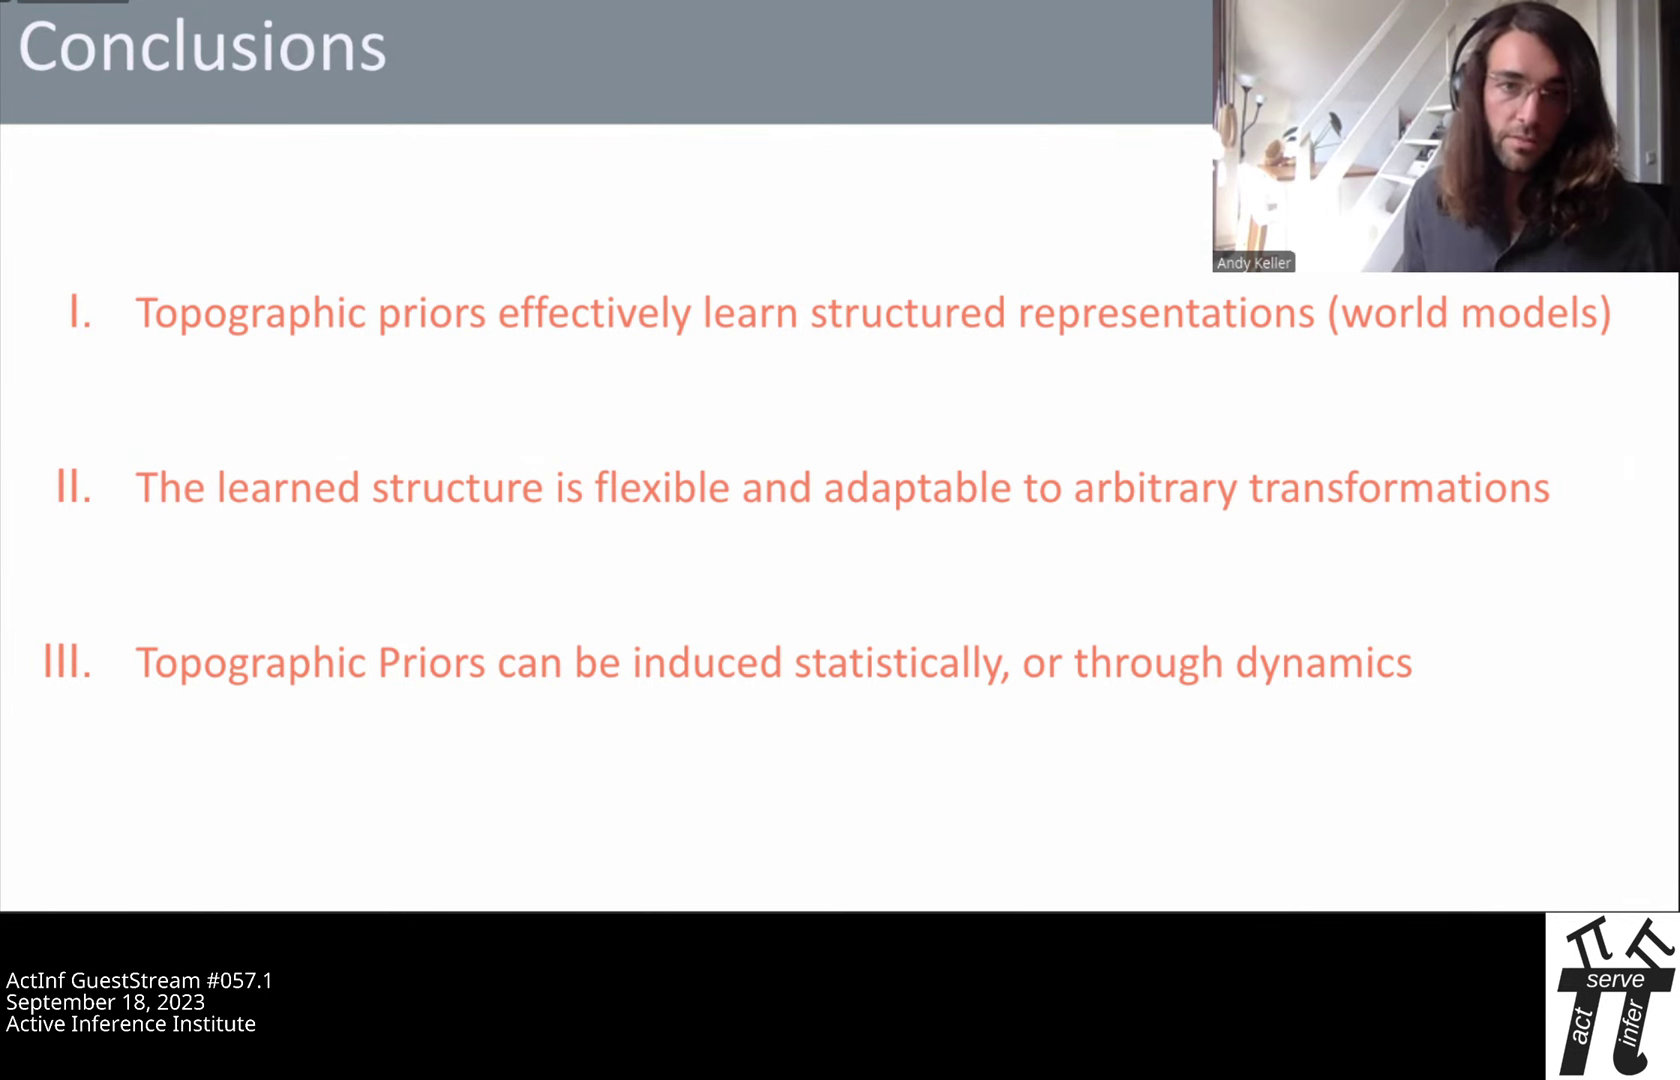 Conclusions
Andy Keller
I. Topographic priors effectively learn structured representations (world models)
II. The learned structure is flexible and adaptable to arbitrary transformations
III. Topographic Priors can be induced statistically, or through dynamics
ActInf GuestStream #057.1
September 18, 2023
Active Inference Institute
π π
serve
act infer